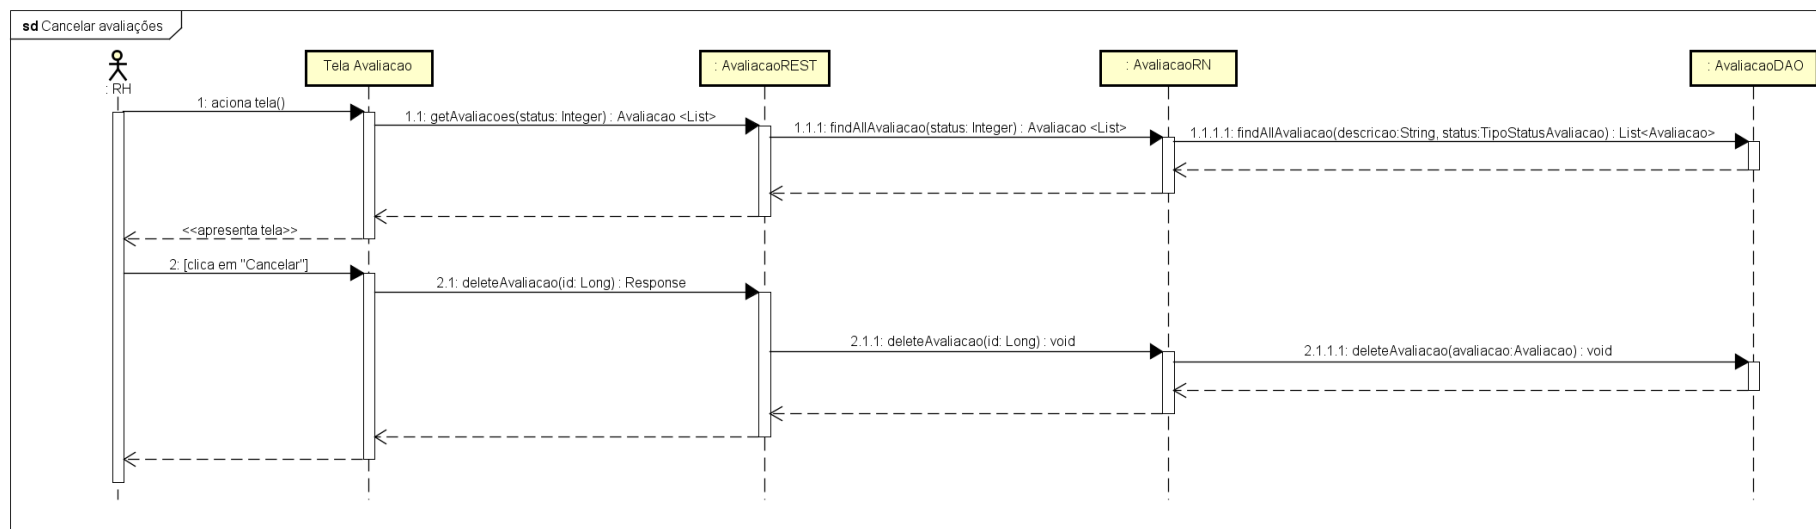 sd Cancelar avaliações
: RH
Tela Avaliacao
: AvaliacaoREST
: AvaliacaoRN
: AvaliacaoDAO
1: aciona tela()
1.1: getAvaliacoes(status: Integer) : Avaliacao <List>
1.1.1: findAllAvaliacao(status: Integer) : Avaliacao <List>
1.1.1.1: findAllAvaliacao(descricao:String, status:TipoStatusAvaliacao) : List<Avaliacao>
<<apresenta tela>>
2: [clica em "Cancelar"]
2.1: deleteAvaliacao(id: Long) : Response
2.1.1: deleteAvaliacao(id: Long) : void
2.1.1.1: deleteAvaliacao(avaliacao:Avaliacao) : void